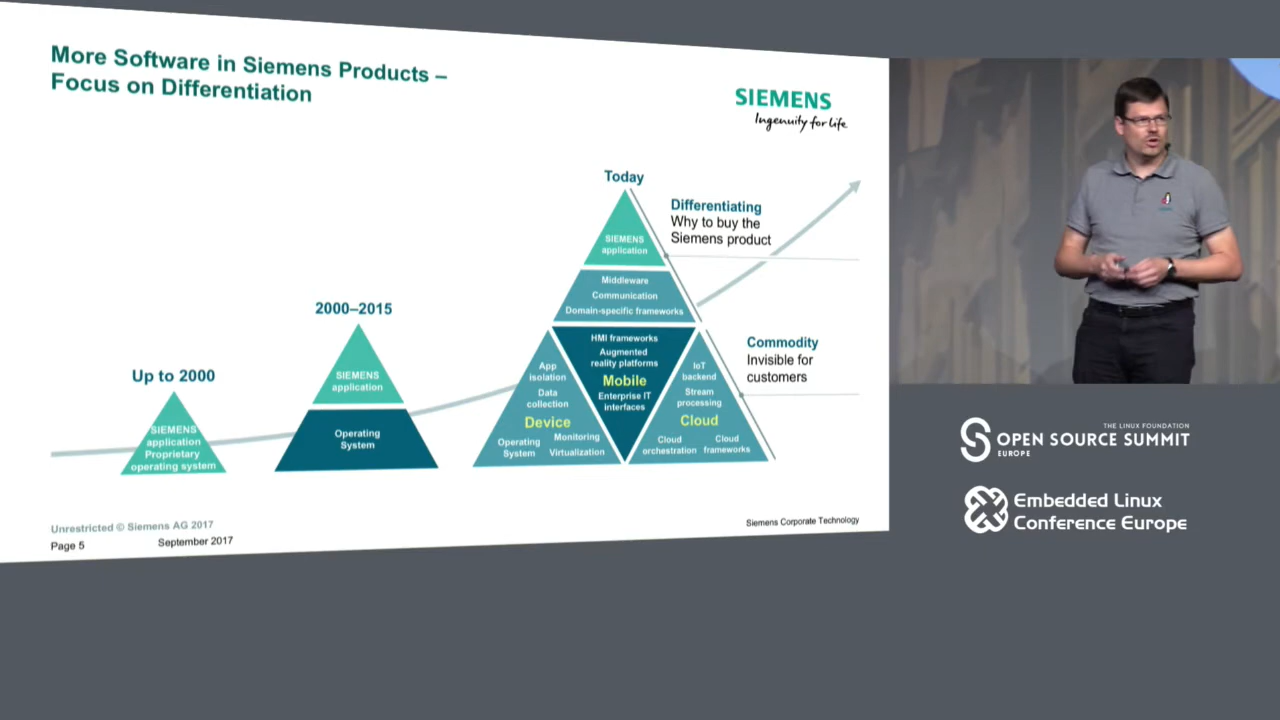 More Software in Siemens Products –
Focus on Differentiation
SIEMENS
Ingenuity for life
Up to 2000
SIEMENS
application
Proprietary
operating system
2000–2015
SIEMENS
application
Operating
System
Today
SIEMENS
application
Middleware
Communication
Domain-specific frameworks
HMI frameworks
Augmented
reality platforms
Mobile
Enterprise IT
interfaces
App
isolation
Data
collection
Device
Operating
System
Monitoring
Virtualization
IoT
backend
Stream
processing
Cloud
Cloud
orchestration
Cloud
frameworks
Differentiating
Why to buy the
Siemens product
Commodity
Invisible for
customers
Unrestricted © Siemens AG 2017
Page 5
September 2017
Siemens Corporate Technology
THE LINUX FOUNDATION
OPEN SOURCE SUMMIT
EUROPE
Embedded Linux
Conference Europe